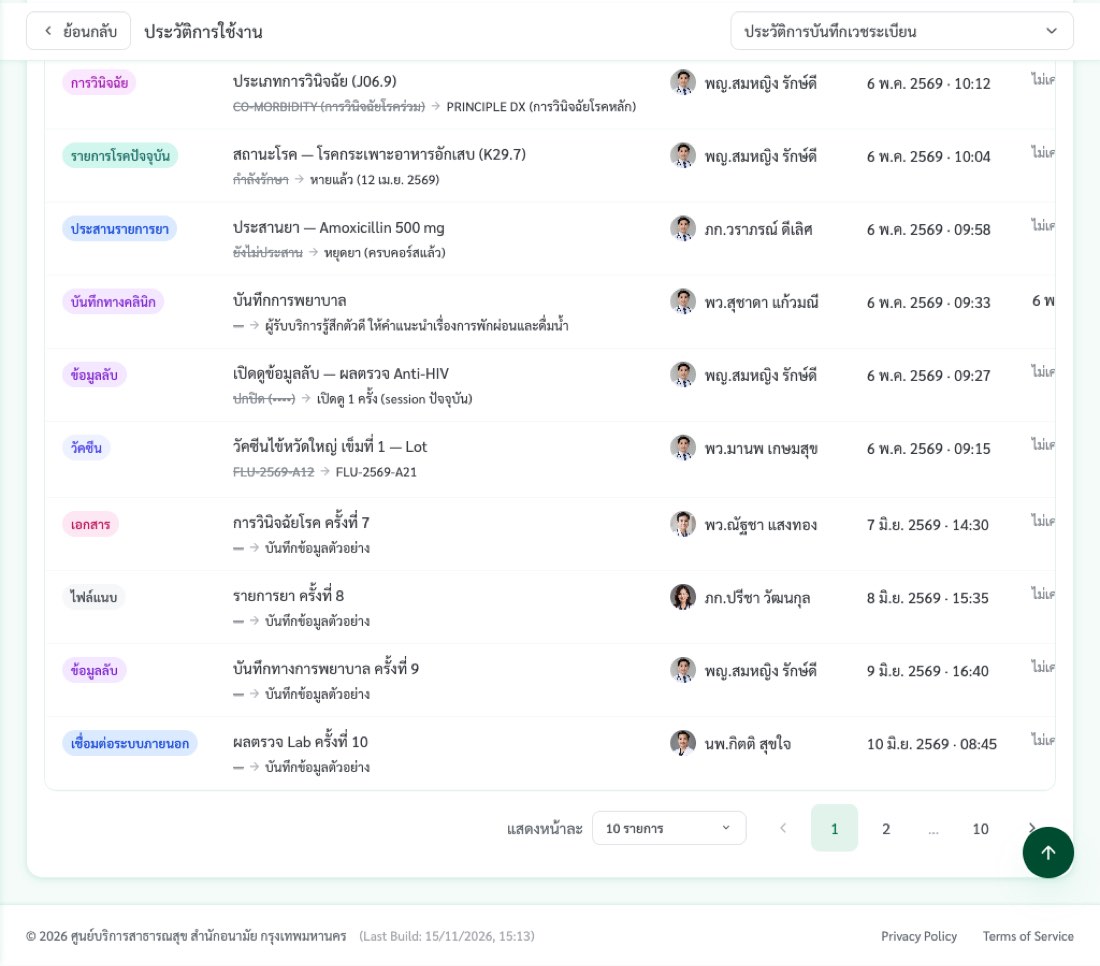 ย้อนกลับ ประวัติการใช้งาน ประวัติการบันทึกเวชระเบียน
การวินิจฉัย ประเภทการวินิจฉัย (J06.9) พญ.สมหญิง รักษ์ดี 6 พ.ค. 2569 · 10:12
CO-MORBIDITY (การวินิจฉัยโรคร่วม) → PRINCIPLE DX (การวินิจฉัยโรคหลัก)
รายการโรคปัจจุบัน สถานะโรค — โรคกระเพาะอาหารอักเสบ (K29.7) พญ.สมหญิง รักษ์ดี 6 พ.ค. 2569 · 10:04
กำลังรักษา → หายแล้ว (12 เม.ย. 2569)
ประสานรายการยา ประสานยา — Amoxicillin 500 mg ภก.วราภรณ์ ดีเลิศ 6 พ.ค. 2569 · 09:58
ยังไม่ประสาน → หยุดยา (ครบคอร์สแล้ว)
บันทึกทางคลินิก บันทึกการพยาบาล พว.สุชาดา แก้วมณี 6 พ.ค. 2569 · 09:33 6 พ
— → ผู้รับบริการรู้สึกตัวดี ให้คำแนะนำเรื่องการพักผ่อนและดื่มน้ำ
ข้อมูลลับ เปิดดูข้อมูลลับ — ผลตรวจ Anti-HIV พญ.สมหญิง รักษ์ดี 6 พ.ค. 2569 · 09:27
ปกปิด (••••) → เปิดดู 1 ครั้ง (session ปัจจุบัน)
วัคซีน วัคซีนไข้หวัดใหญ่ เข็มที่ 1 — Lot พว.มานพ เกษมสุข 6 พ.ค. 2569 · 09:15
FLU-2569-A12 → FLU-2569-A21
เอกสาร การวินิจฉัยโรค ครั้งที่ 7 พว.ณัฐชา แสงทอง 7 มิ.ย. 2569 · 14:30
— → บันทึกข้อมูลตัวอย่าง
ไฟล์แนบ รายการยา ครั้งที่ 8 ภก.ปรีชา วัฒนกุล 8 มิ.ย. 2569 · 15:35
— → บันทึกข้อมูลตัวอย่าง
ข้อมูลลับ บันทึกทางการพยาบาล ครั้งที่ 9 พญ.สมหญิง รักษ์ดี 9 มิ.ย. 2569 · 16:40
— → บันทึกข้อมูลตัวอย่าง
เชื่อมต่อระบบภายนอก ผลตรวจ Lab ครั้งที่ 10 นพ.กิตติ สุขใจ 10 มิ.ย. 2569 · 08:45
— → บันทึกข้อมูลตัวอย่าง
แสดงหน้าละ 10 รายการ 1 2 ... 10
© 2026 ศูนย์บริการสาธารณสุข สำนักอนามัย กรุงเทพมหานคร (Last Build: 15/11/2026, 15:13) Privacy Policy Terms of Service